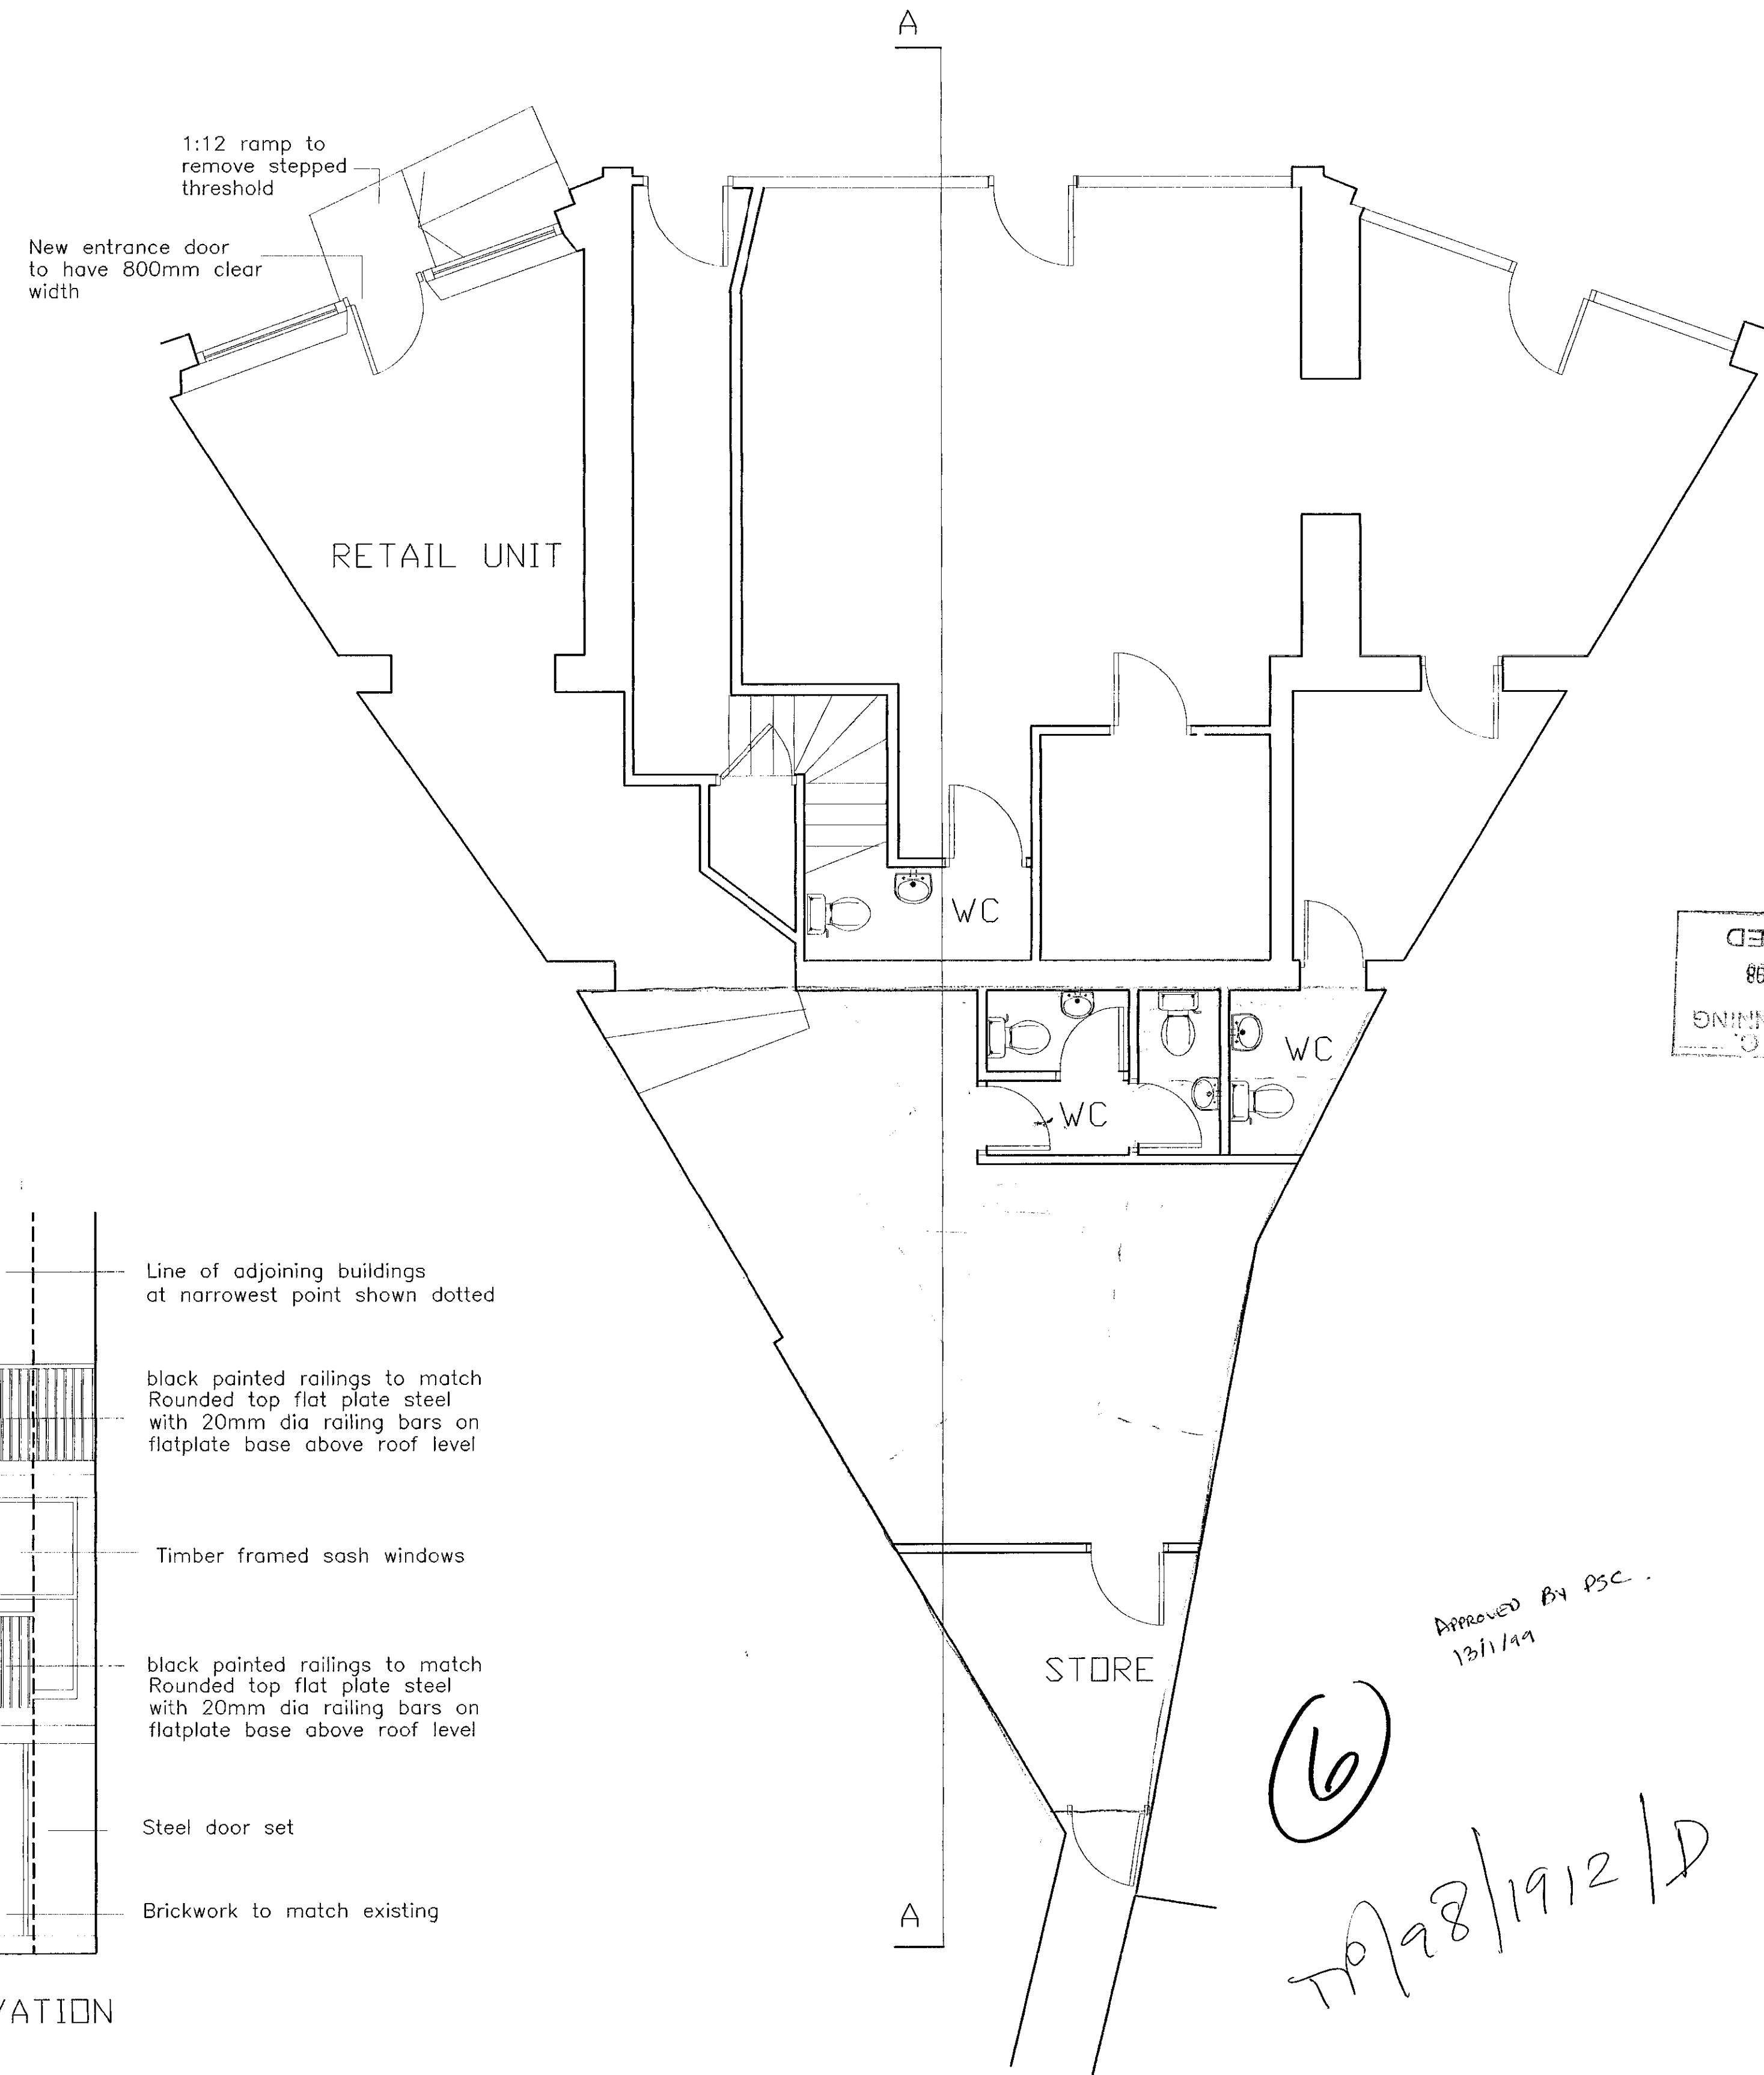 A
1:12 ramp to
remove stepped
threshold
New entrance door
to have 800mm clear
width
RETAIL UNIT
WC
WC
WC
Line of adjoining buildings
at narrowest point shown dotted
black painted railings to match
Rounded top flat plate steel
with 20mm dia railing bars on
flatplate base above roof level
Timber framed sash windows
black painted railings to match
Rounded top flat plate steel
with 20mm dia railing bars on
flatplate base above roof level
Steel door set
Brickwork to match existing
VATION
STORE
A
APPROVED BY PSC.
13/1/99
6
TP/98/1912/D